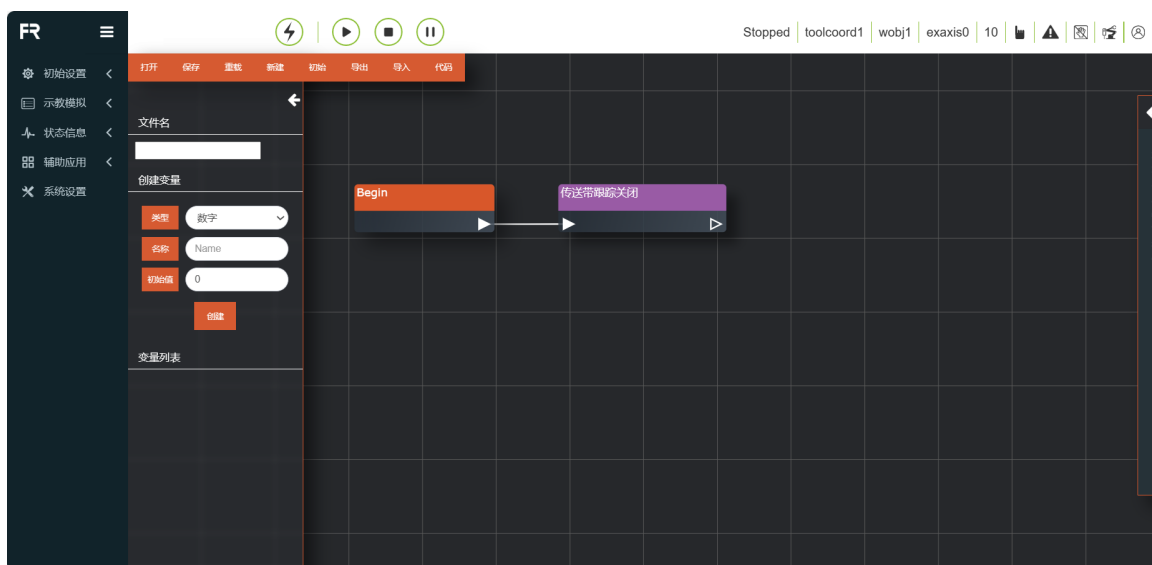 FR
Stopped toolcoord1 wobj1 exaxis0 10
初始设置
示教模拟
状态信息
辅助应用
系统设置
打开 保存 重载 新建 初始 导出 导入 代码
文件名
创建变量
类型 数字
名称 Name
初始值 0
创建
变量列表
Begin
传送带跟踪关闭